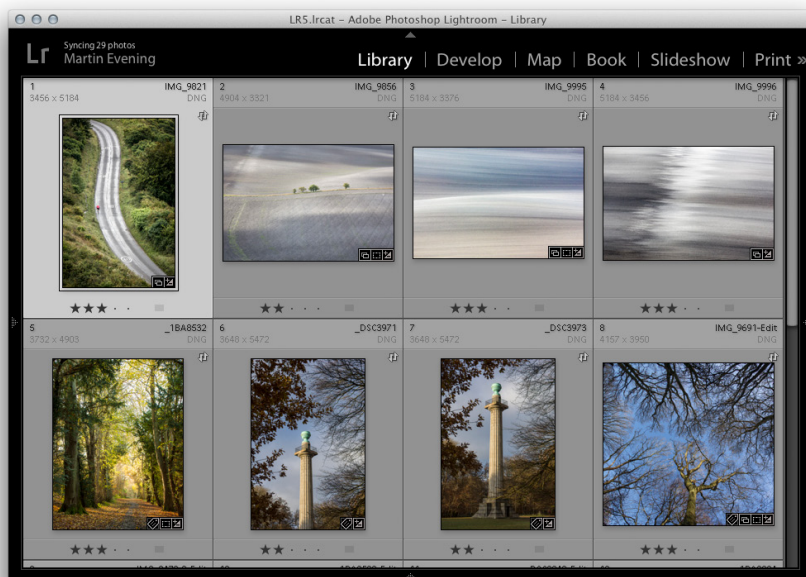 LR5.lrcat – Adobe Photoshop Lightroom – Library
Lr
Syncing 29 photos
Martin Evening
Library | Develop | Map | Book | Slideshow | Print »
1 IMG_9821
3456 x 5184 DNG
2 IMG_9856
4904 x 3321 DNG
3 IMG_9995
5184 x 3376 DNG
4 IMG_9996
5184 x 3456 DNG
5 _1BA8532
3732 x 4903 DNG
6 _DSC3971
3648 x 5472 DNG
7 _DSC3973
3648 x 5472 DNG
8 IMG_9691-Edit
4157 x 3950 DNG